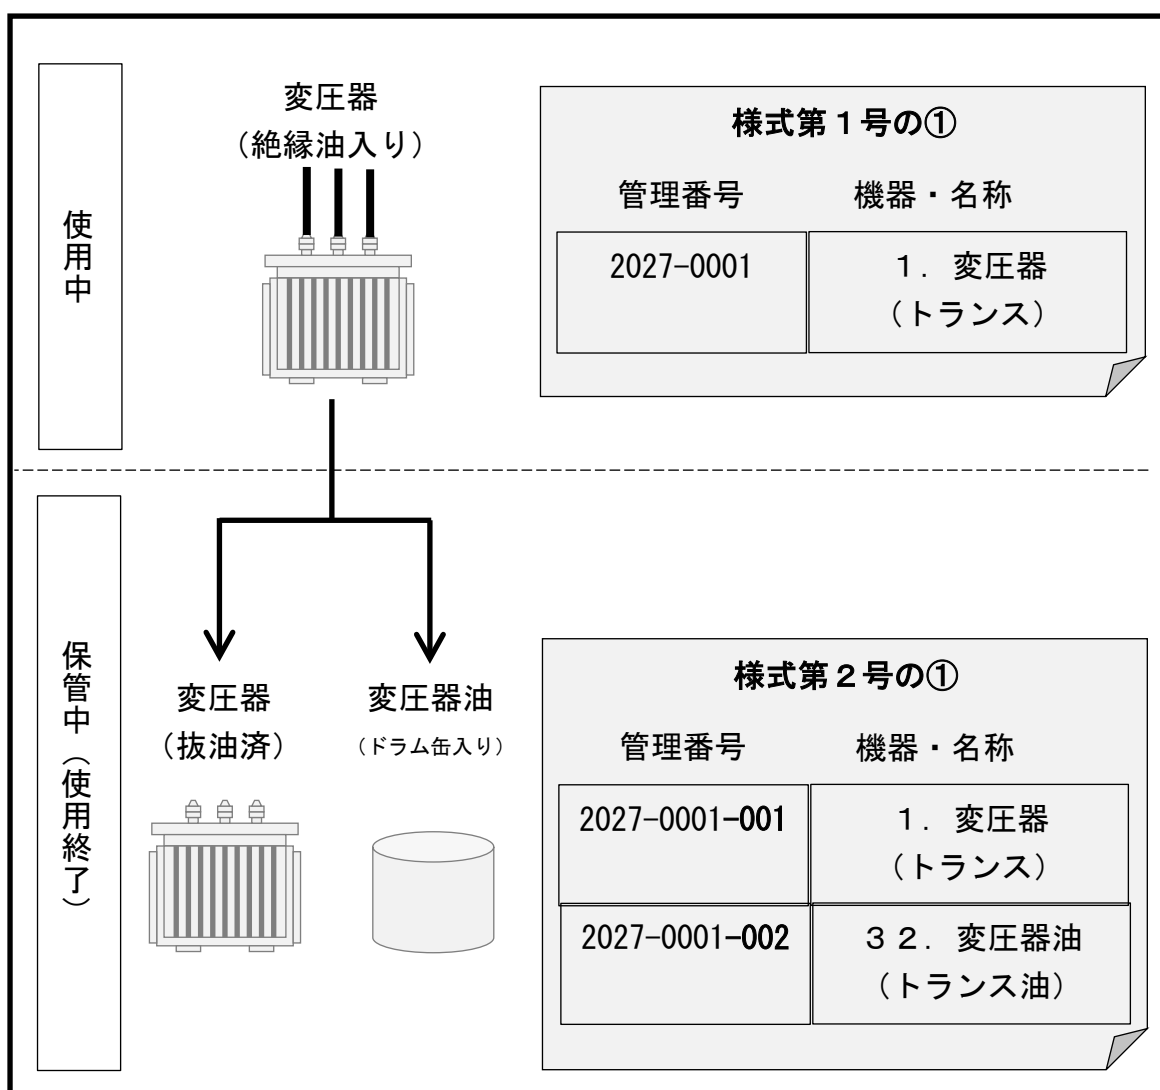 使用中
変圧器
（絶縁油入り）
様式第１号の①
管理番号　機器・名称
2027-0001　１．変圧器
（トランス）
保管中（使用終了）
変圧器
（抜油済）
変圧器油
（ドラム缶入り）
様式第２号の①
管理番号　機器・名称
2027-0001-001　１．変圧器
（トランス）
2027-0001-002　３２．変圧器油
（トランス油）